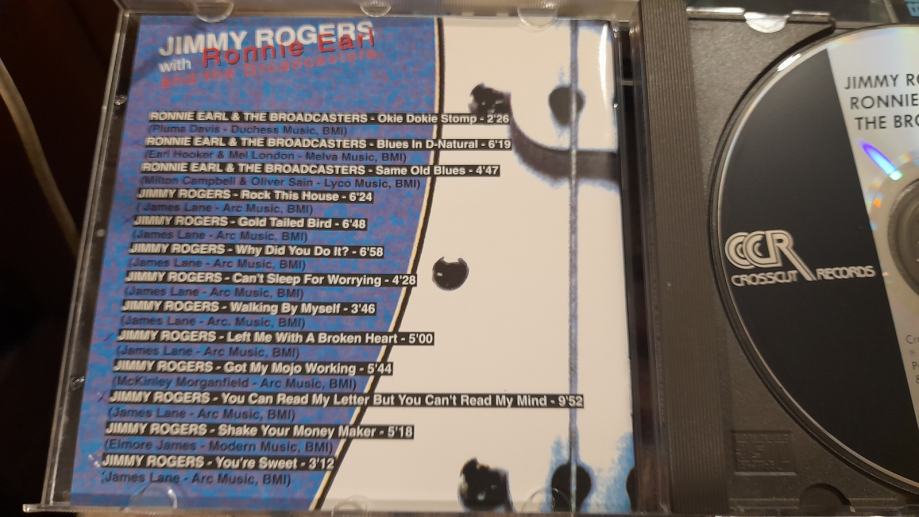 JIMMY ROGERS
with Ronnie Earl
and the Broadcasters
RONNIE EARL & THE BROADCASTERS - Okie Dokie Stomp - 2'26
(Pluma Davis - Duchess Music, BMI)
RONNIE EARL & THE BROADCASTERS - Blues In D-Natural - 6'19
(Earl Hooker & Mel London - Melva Music, BMI)
RONNIE EARL & THE BROADCASTERS - Same Old Blues - 4'47
(Milton Campbell & Oliver Sain - Lyco Music, BMI)
JIMMY ROGERS - Rock This House - 6'24
(James Lane - Arc Music, BMI)
JIMMY ROGERS - Gold Tailed Bird - 6'48
(James Lane - Arc Music, BMI)
JIMMY ROGERS - Why Did You Do It? - 6'58
(James Lane - Arc Music, BMI)
JIMMY ROGERS - Can't Sleep For Worrying - 4'28
(James Lane - Arc Music, BMI)
JIMMY ROGERS - Walking By Myself - 3'46
(James Lane - Arc. Music, BMI)
JIMMY ROGERS - Left Me With A Broken Heart - 5'00
(James Lane - Arc Music, BMI)
JIMMY ROGERS - Got My Mojo Working - 5'44
(McKinley Morganfield - Arc Music, BMI)
JIMMY ROGERS - You Can Read My Letter But You Can't Read My Mind - 9'52
(James Lane - Arc Music, BMI)
JIMMY ROGERS - Shake Your Money Maker - 5'18
(Elmore James - Modern Music, BMI)
JIMMY ROGERS - You're Sweet - 3'12
(James Lane - Arc Music, BMI)
JIMMY RO
RONNIE
THE BRO
CCR
CROSSCUT RECORDS